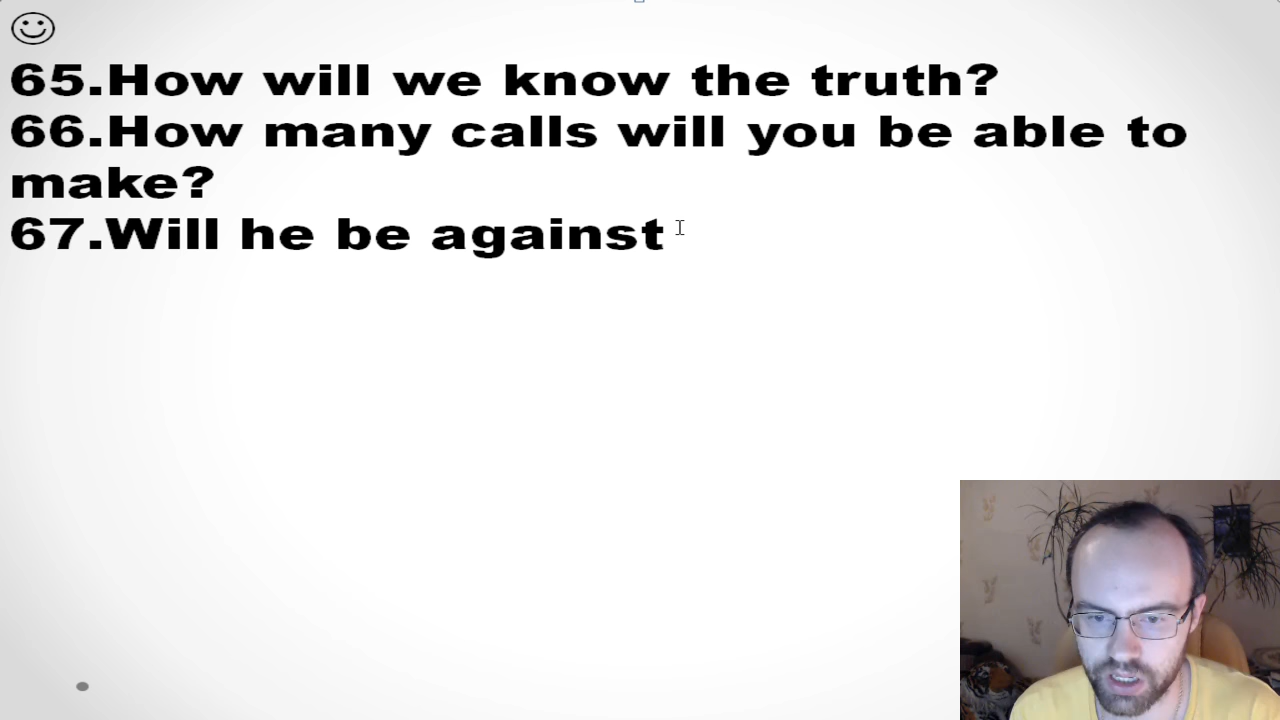 65.How will we know the truth?
66.How many calls will you be able to
make?
67.Will he be against